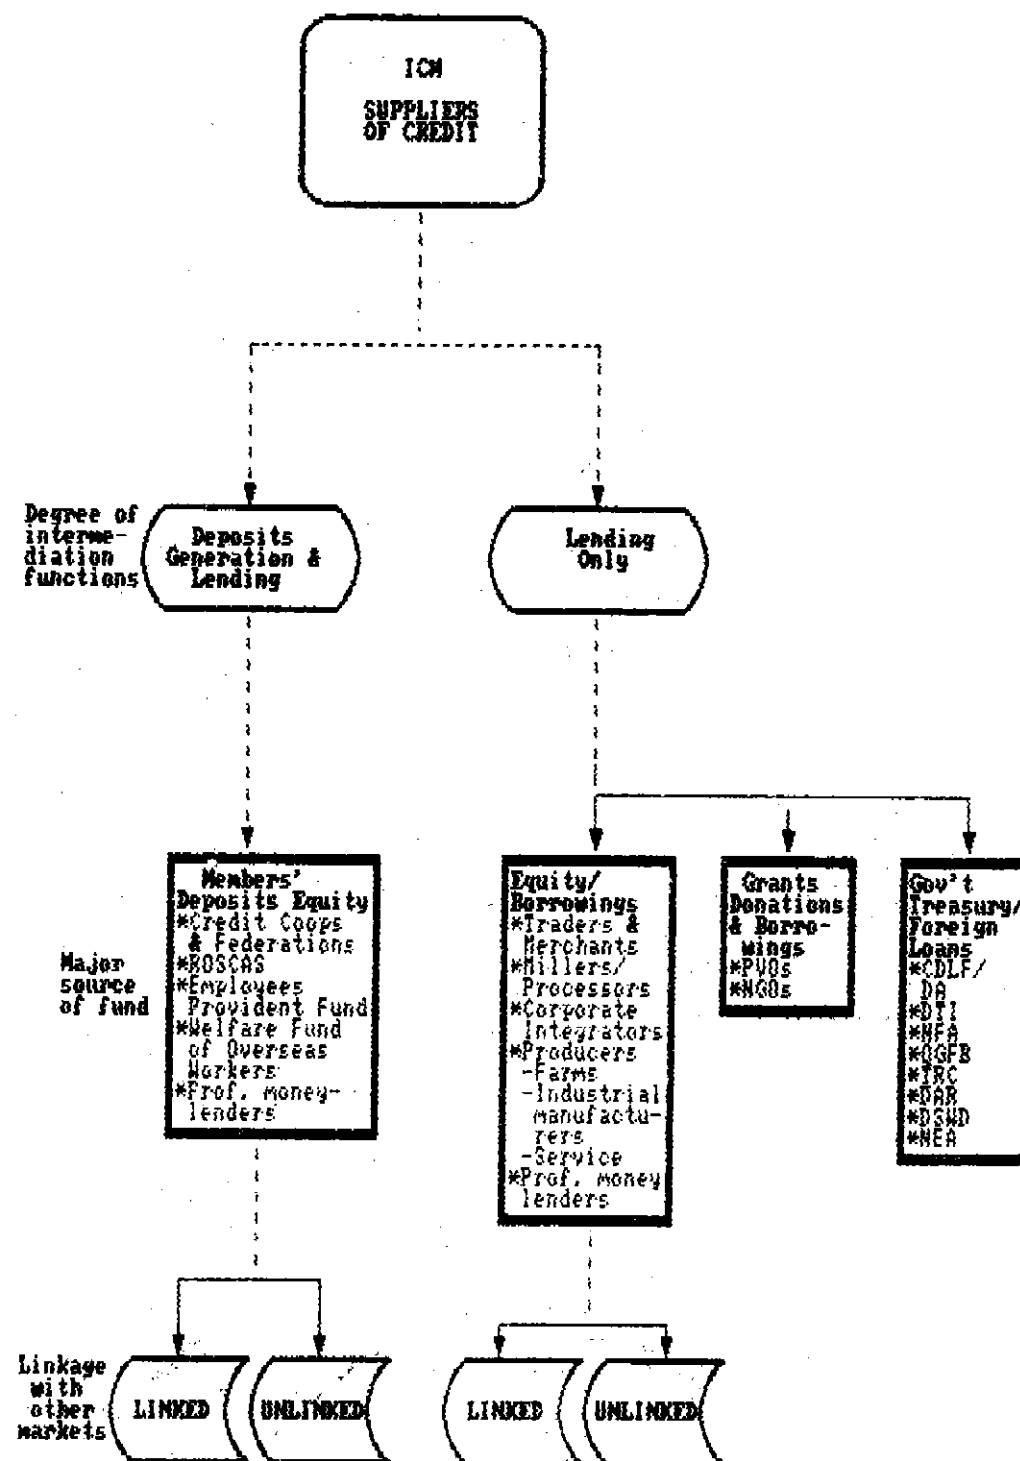 ICM
SUPPLIERS
OF CREDIT
Degree of
interme-
diation
functions
Deposits
Generation &
Lending
Lending
Only
Major
source
of fund
Members'
Deposits Equity
*Credit Coops
& Federations
*ROSCAS
*Employees
Provident Fund
*Welfare Fund
of Overseas
Workers
*Prof. money-
lenders
Equity/
Borrowings
*Traders &
Merchants
*Millers/
Processors
*Corporate
Integrators
*Producers
-Farms
-Industrial
manufactu-
rers
-Service
*Prof. money
lenders
Grants
Donations
& Borro-
wings
*PVOs
*NGOs
Gov't
Treasury/
Foreign
Loans
*CDLF/
DA
*DTI
*NFA
*QGFB
*TRC
*DAR
*DSWD
*NEA
Linkage
with
other
markets
LINKED
UNLINKED
LINKED
UNLINKED